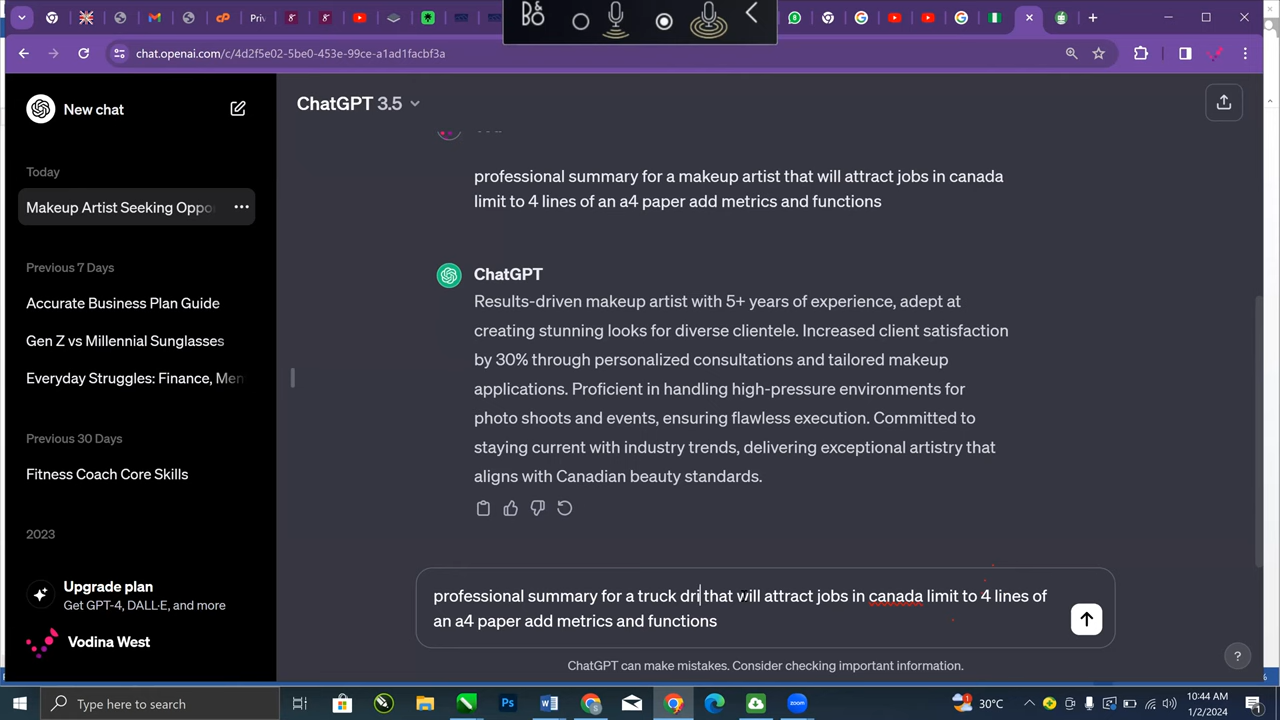 B&O
Pri
chat.openai.com/c/4d2f5e02-5be0-453e-99ce-a1ad1facbf3a
New chat
ChatGPT 3.5
Today
Makeup Artist Seeking Oppo
Previous 7 Days
Accurate Business Plan Guide
Gen Z vs Millennial Sunglasses
Everyday Struggles: Finance, Men
Previous 30 Days
Fitness Coach Core Skills
2023
Upgrade plan
Get GPT-4, DALL·E, and more
Vodina West
professional summary for a makeup artist that will attract jobs in canada
limit to 4 lines of an a4 paper add metrics and functions
ChatGPT
Results-driven makeup artist with 5+ years of experience, adept at
creating stunning looks for diverse clientele. Increased client satisfaction
by 30% through personalized consultations and tailored makeup
applications. Proficient in handling high-pressure environments for
photo shoots and events, ensuring flawless execution. Committed to
staying current with industry trends, delivering exceptional artistry that
aligns with Canadian beauty standards.
professional summary for a truck dri that will attract jobs in canada limit to 4 lines of
an a4 paper add metrics and functions
ChatGPT can make mistakes. Consider checking important information.
?
Type here to search
30°C
10:44 AM
1/2/2024